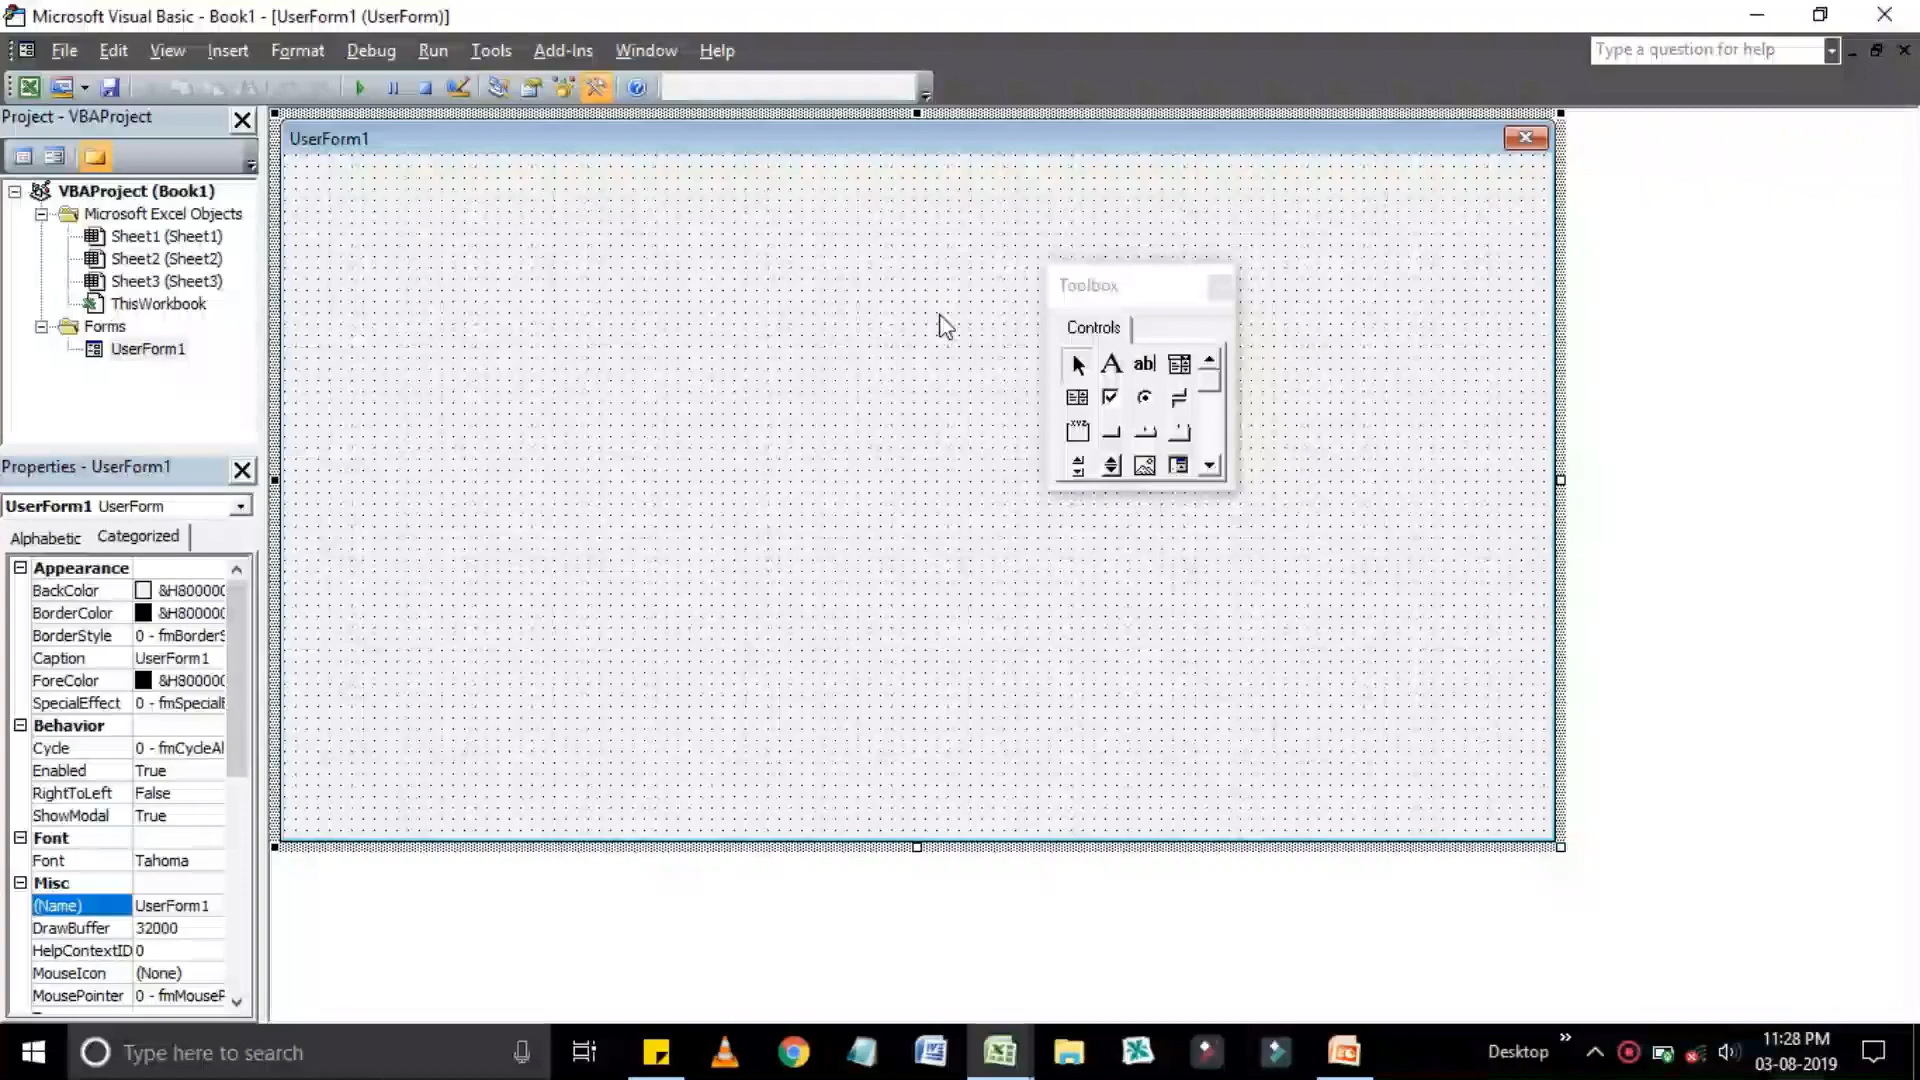 Microsoft Visual Basic - Book1 - [UserForm1 (UserForm)]
File Edit View Insert Format Debug Run Tools Add-Ins Window Help
Type a question for help
Project - VBAProject
VBAProject (Book1)
Microsoft Excel Objects
Sheet1 (Sheet1)
Sheet2 (Sheet2)
Sheet3 (Sheet3)
ThisWorkbook
Forms
UserForm1
UserForm1
Toolbox
Controls
A ab|
XYZ
Properties - UserForm1
UserForm1 UserForm
Alphabetic Categorized
Appearance
BackColor &H800000
BorderColor &H800000
BorderStyle 0 - fmBorderS
Caption UserForm1
ForeColor &H800000
SpecialEffect 0 - fmSpecialE
Behavior
Cycle 0 - fmCycleAl
Enabled True
RightToLeft False
ShowModal True
Font
Font Tahoma
Misc
(Name) UserForm1
DrawBuffer 32000
HelpContextID 0
MouseIcon (None)
MousePointer 0 - fmMouseP
Type here to search
Desktop
11:28 PM
03-08-2019